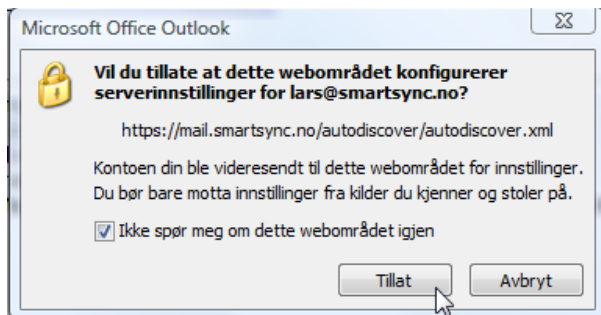 Microsoft Office Outlook
Vil du tillate at dette webområdet konfigurerer
serverinnstillinger for lars@smartsync.no?
https://mail.smartsync.no/autodiscover/autodiscover.xml
Kontoen din ble videresendt til dette webområdet for innstillinger.
Du bør bare motta innstillinger fra kilder du kjenner og stoler på.
Ikke spør meg om dette webområdet igjen
Tillat Avbryt